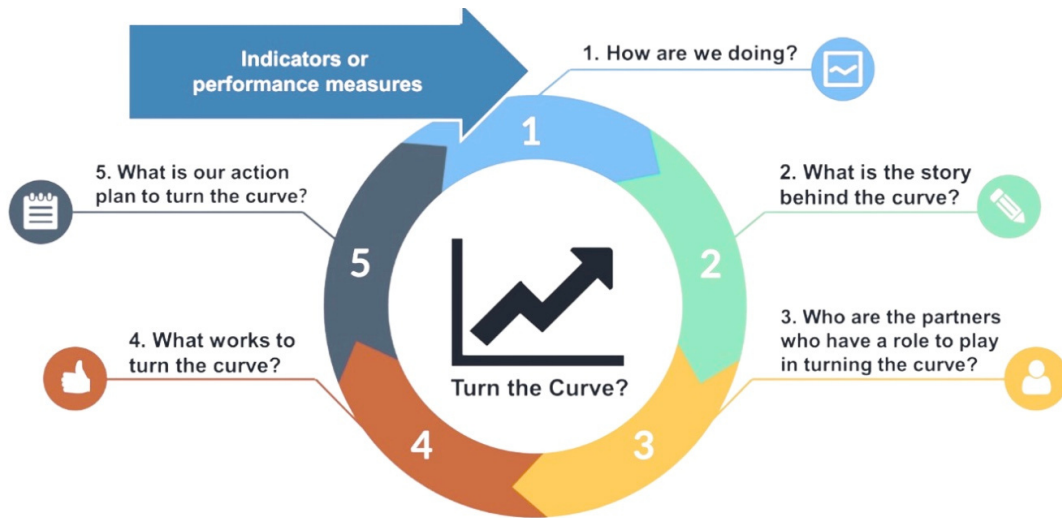 Indicators or
performance measures
1. How are we doing?
1
2. What is the story
behind the curve?
2
3. Who are the partners
who have a role to play
in turning the curve?
3
4. What works to
turn the curve?
4
5. What is our action
plan to turn the curve?
5
Turn the Curve?